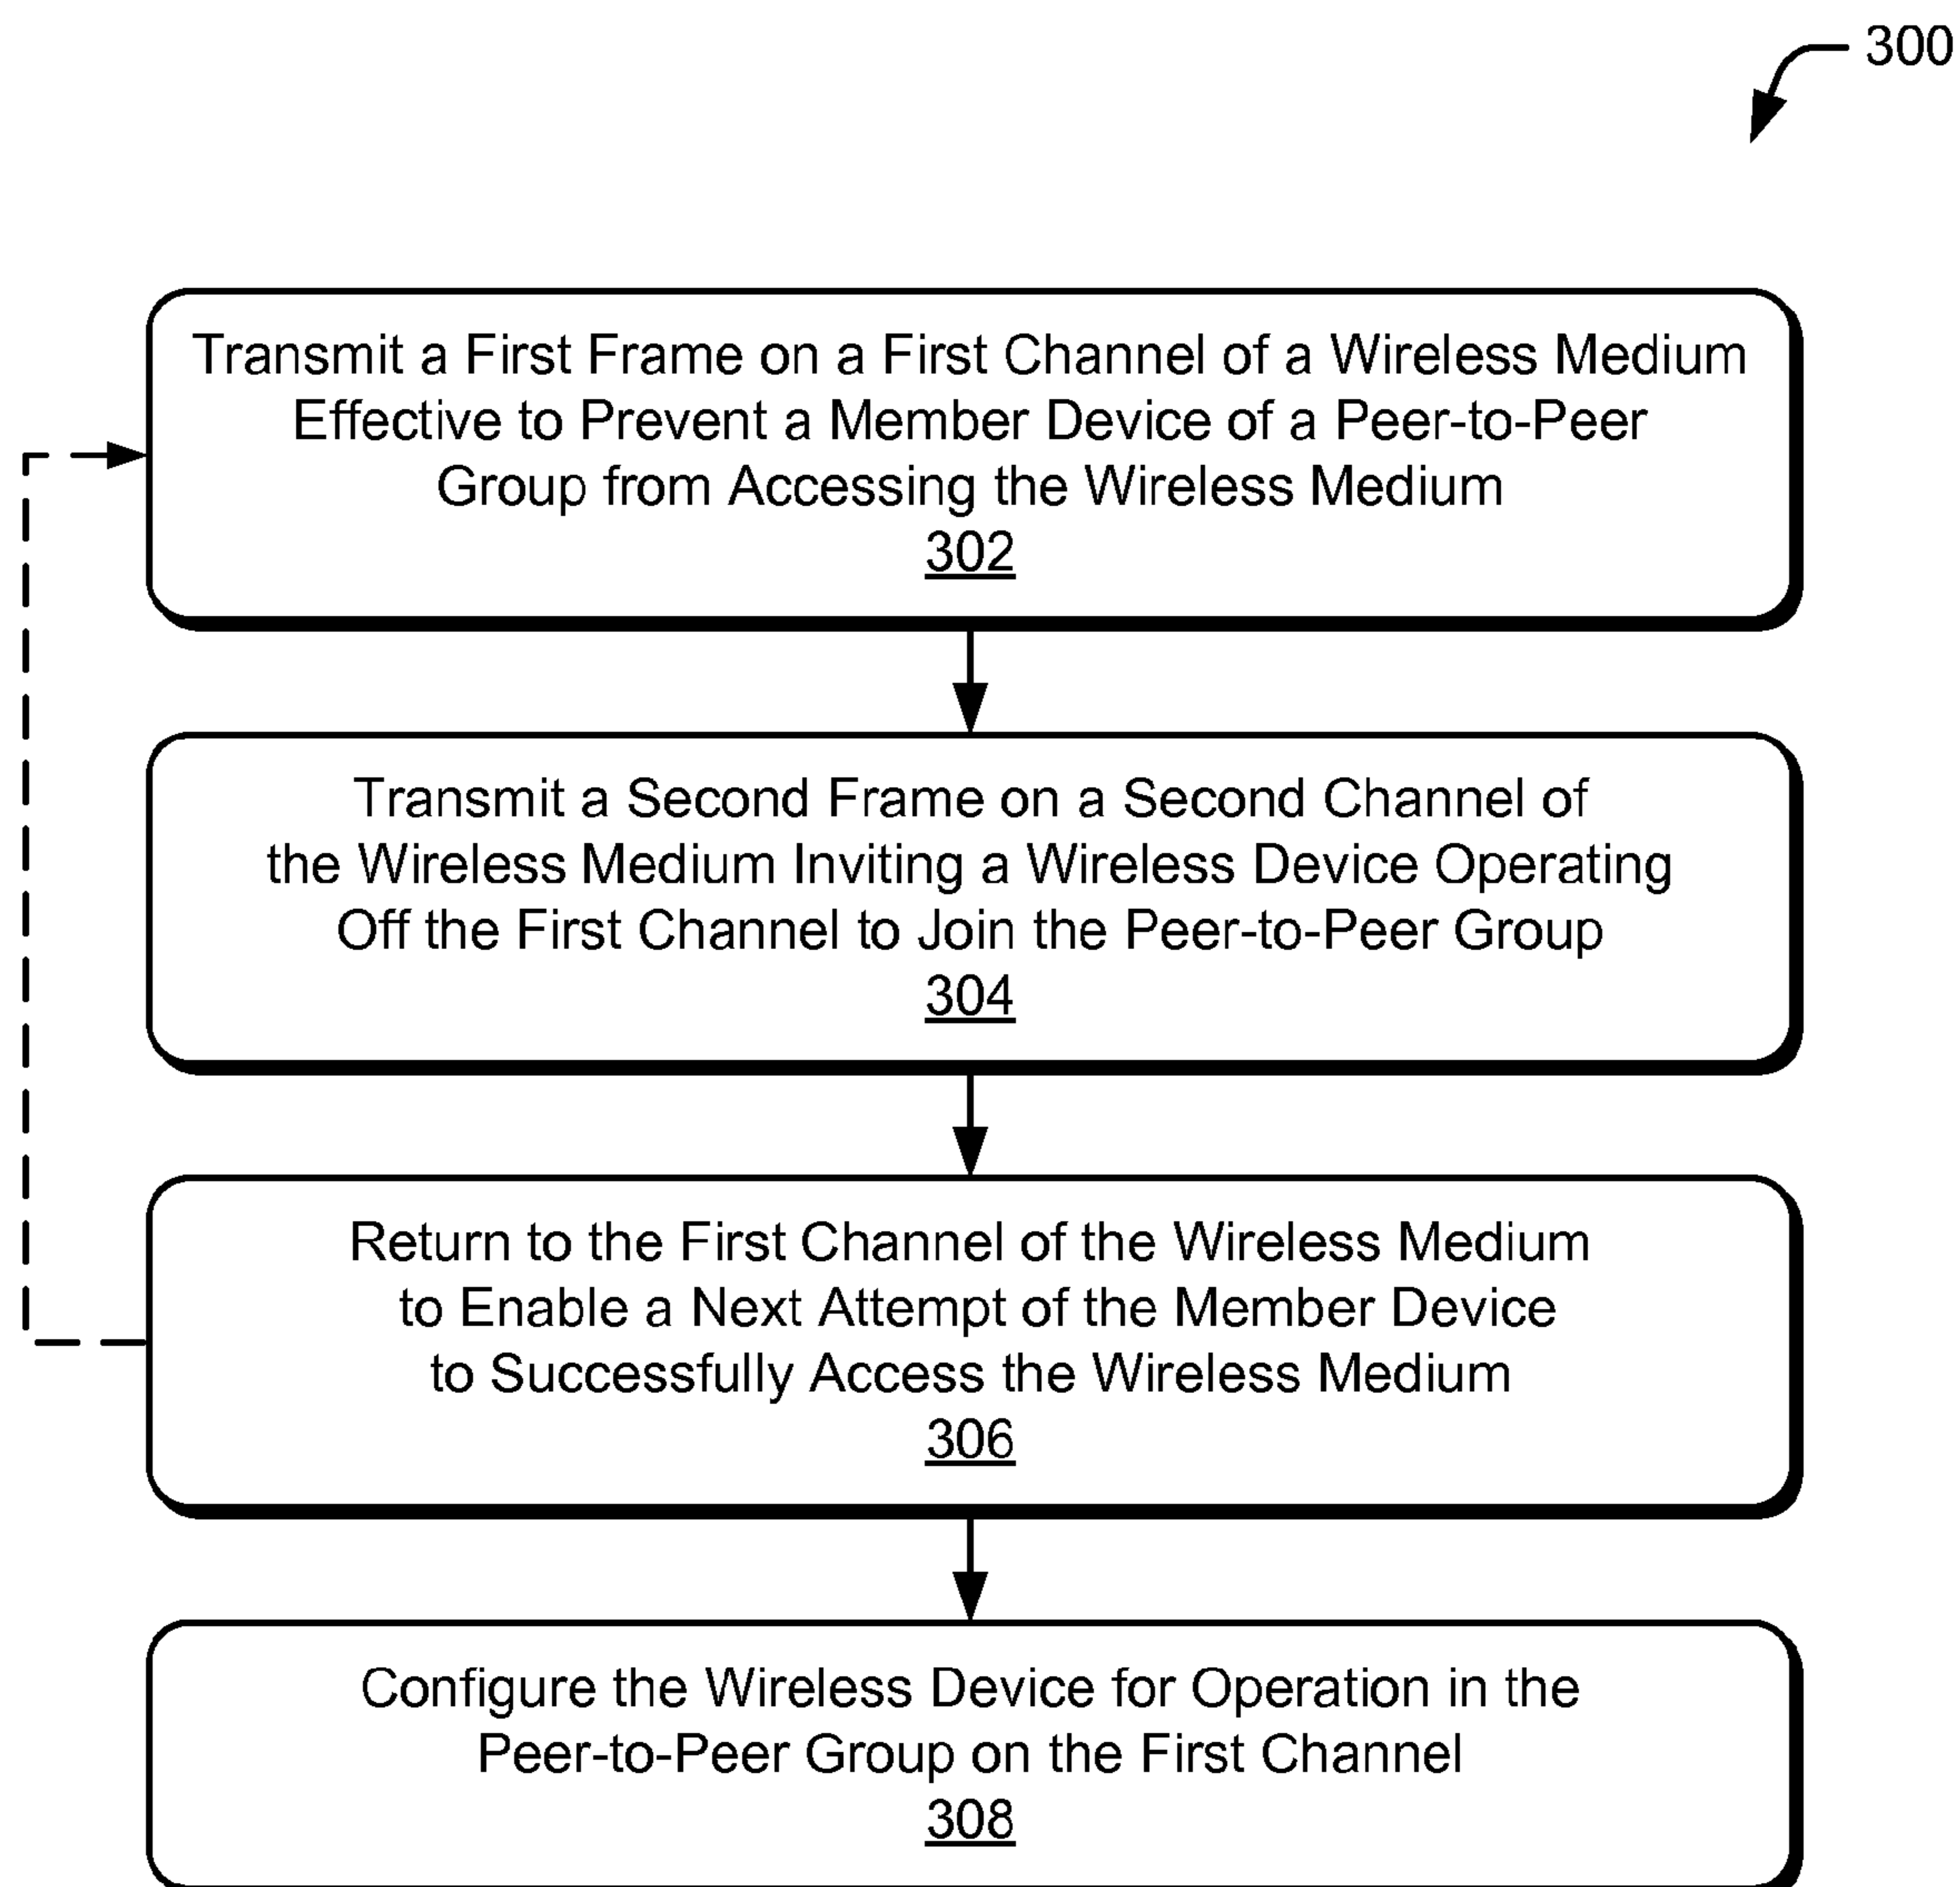 300
Transmit a First Frame on a First Channel of a Wireless Medium
Effective to Prevent a Member Device of a Peer-to-Peer
Group from Accessing the Wireless Medium
302
Transmit a Second Frame on a Second Channel of
the Wireless Medium Inviting a Wireless Device Operating
Off the First Channel to Join the Peer-to-Peer Group
304
Return to the First Channel of the Wireless Medium
to Enable a Next Attempt of the Member Device
to Successfully Access the Wireless Medium
306
Configure the Wireless Device for Operation in the
Peer-to-Peer Group on the First Channel
308